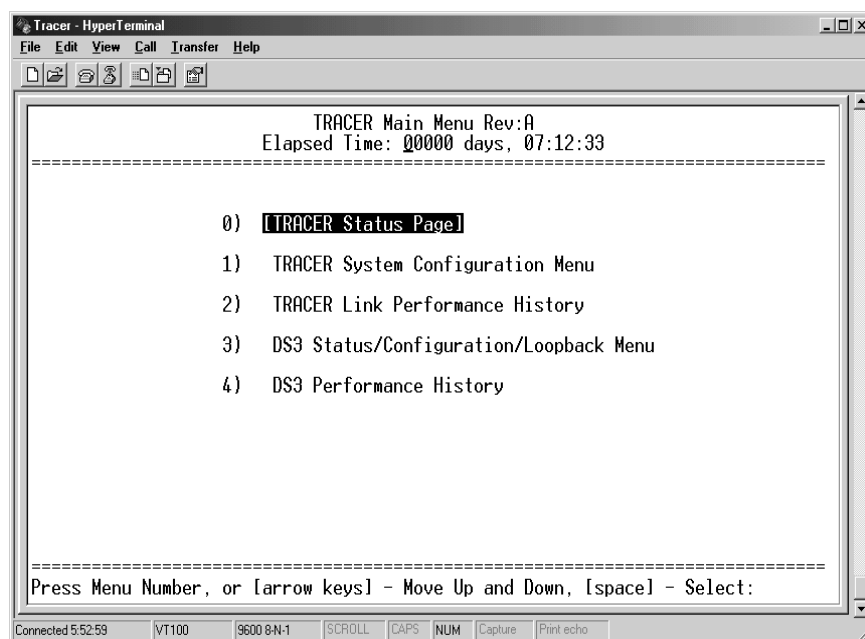 Tracer - HyperTerminal
File Edit View Call Transfer Help
TRACER Main Menu Rev:A
Elapsed Time: 00000 days, 07:12:33
================================================================================
0) [TRACER Status Page]
1) TRACER System Configuration Menu
2) TRACER Link Performance History
3) DS3 Status/Configuration/Loopback Menu
4) DS3 Performance History
================================================================================
Press Menu Number, or [arrow keys] - Move Up and Down, [space] - Select:
Connected 5:52:59 VT100 9600 8-N-1 SCROLL CAPS NUM Capture Print echo